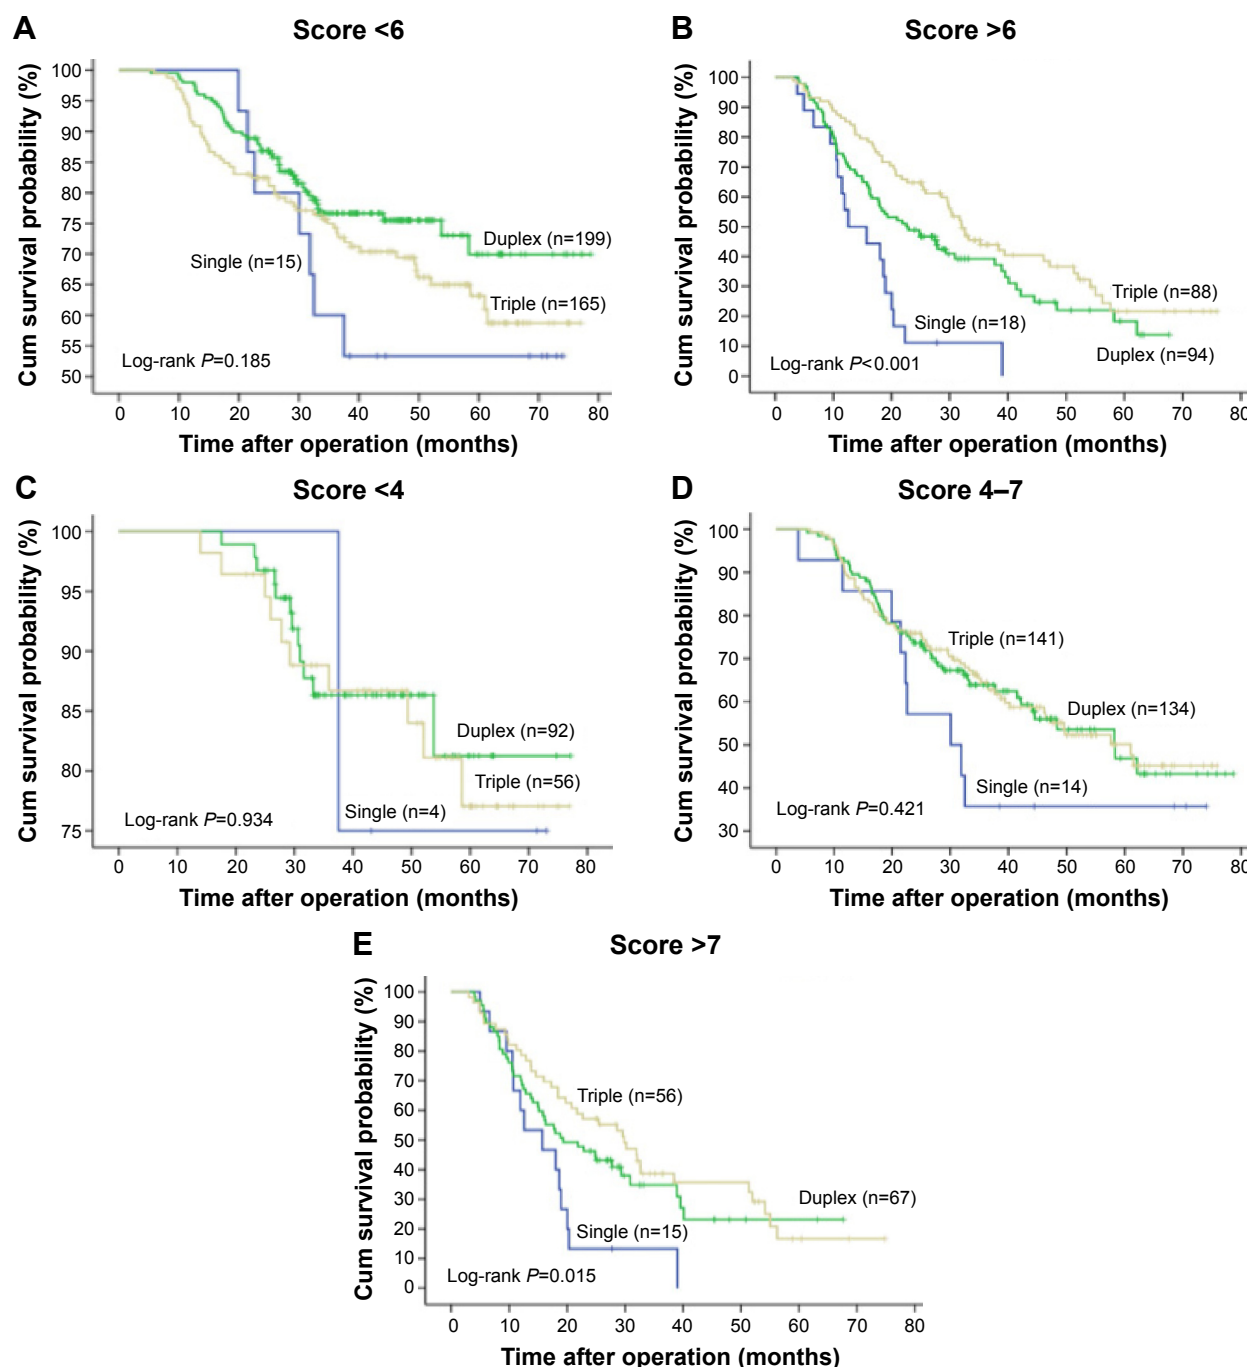 A
Score <6
Cum survival probability (%)
100
95
90
85
80
75
70
65
60
55
50
Duplex (n=199)
Single (n=15)
Triple (n=165)
Log-rank P=0.185
0 10 20 30 40 50 60 70 80
Time after operation (months)
B
Score >6
Cum survival probability (%)
100
90
80
70
60
50
40
30
20
10
0
Triple (n=88)
Single (n=18)
Duplex (n=94)
Log-rank P<0.001
0 10 20 30 40 50 60 70 80
Time after operation (months)
C
Score <4
Cum survival probability (%)
100
95
90
85
80
75
Duplex (n=92)
Triple (n=56)
Single (n=4)
Log-rank P=0.934
0 10 20 30 40 50 60 70 80
Time after operation (months)
D
Score 4–7
Cum survival probability (%)
100
90
80
70
60
50
40
30
Triple (n=141)
Duplex (n=134)
Single (n=14)
Log-rank P=0.421
0 10 20 30 40 50 60 70 80
Time after operation (months)
E
Score >7
Cum survival probability (%)
100
90
80
70
60
50
40
30
20
10
0
Triple (n=56)
Duplex (n=67)
Single (n=15)
Log-rank P=0.015
0 10 20 30 40 50 60 70 80
Time after operation (months)